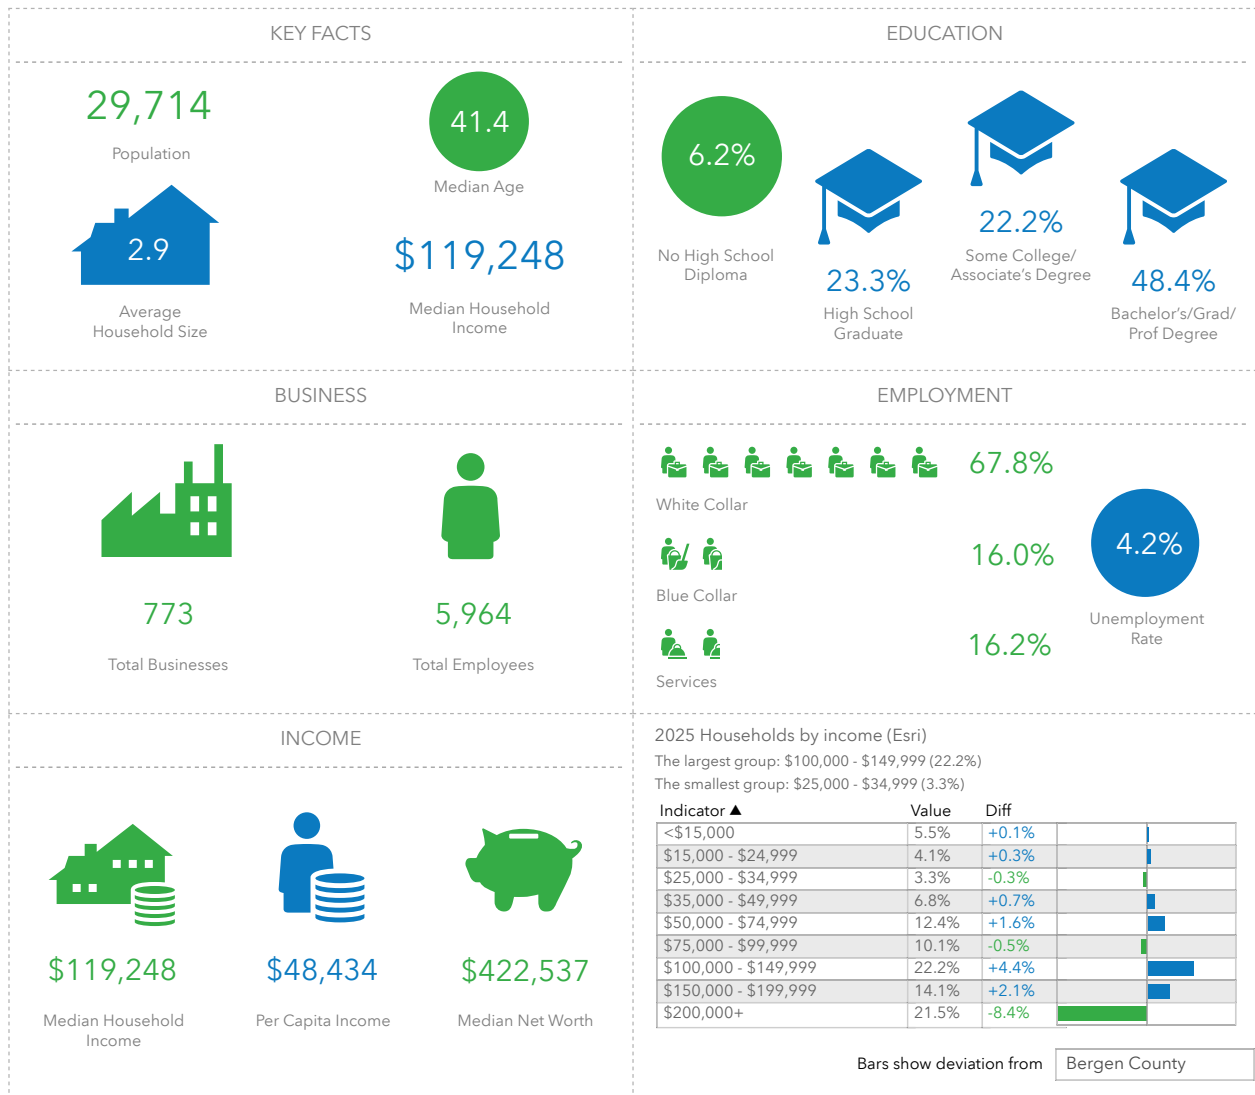 KEY FACTS
29,714
Population
41.4
Median Age
2.9
Average
Household Size
$119,248
Median Household
Income
EDUCATION
6.2%
No High School
Diploma
23.3%
High School
Graduate
22.2%
Some College/
Associate's Degree
48.4%
Bachelor's/Grad/
Prof Degree
BUSINESS
773
Total Businesses
5,964
Total Employees
EMPLOYMENT
67.8%
White Collar
16.0%
Blue Collar
16.2%
Services
4.2%
Unemployment
Rate
INCOME
$119,248
Median Household
Income
$48,434
Per Capita Income
$422,537
Median Net Worth
2025 Households by income (Esri)
The largest group: $100,000 - $149,999 (22.2%)
The smallest group: $25,000 - $34,999 (3.3%)
Indicator ▲ Value Diff
<$15,000 5.5% +0.1%
$15,000 - $24,999 4.1% +0.3%
$25,000 - $34,999 3.3% -0.3%
$35,000 - $49,999 6.8% +0.7%
$50,000 - $74,999 12.4% +1.6%
$75,000 - $99,999 10.1% -0.5%
$100,000 - $149,999 22.2% +4.4%
$150,000 - $199,999 14.1% +2.1%
$200,000+ 21.5% -8.4%
Bars show deviation from Bergen County